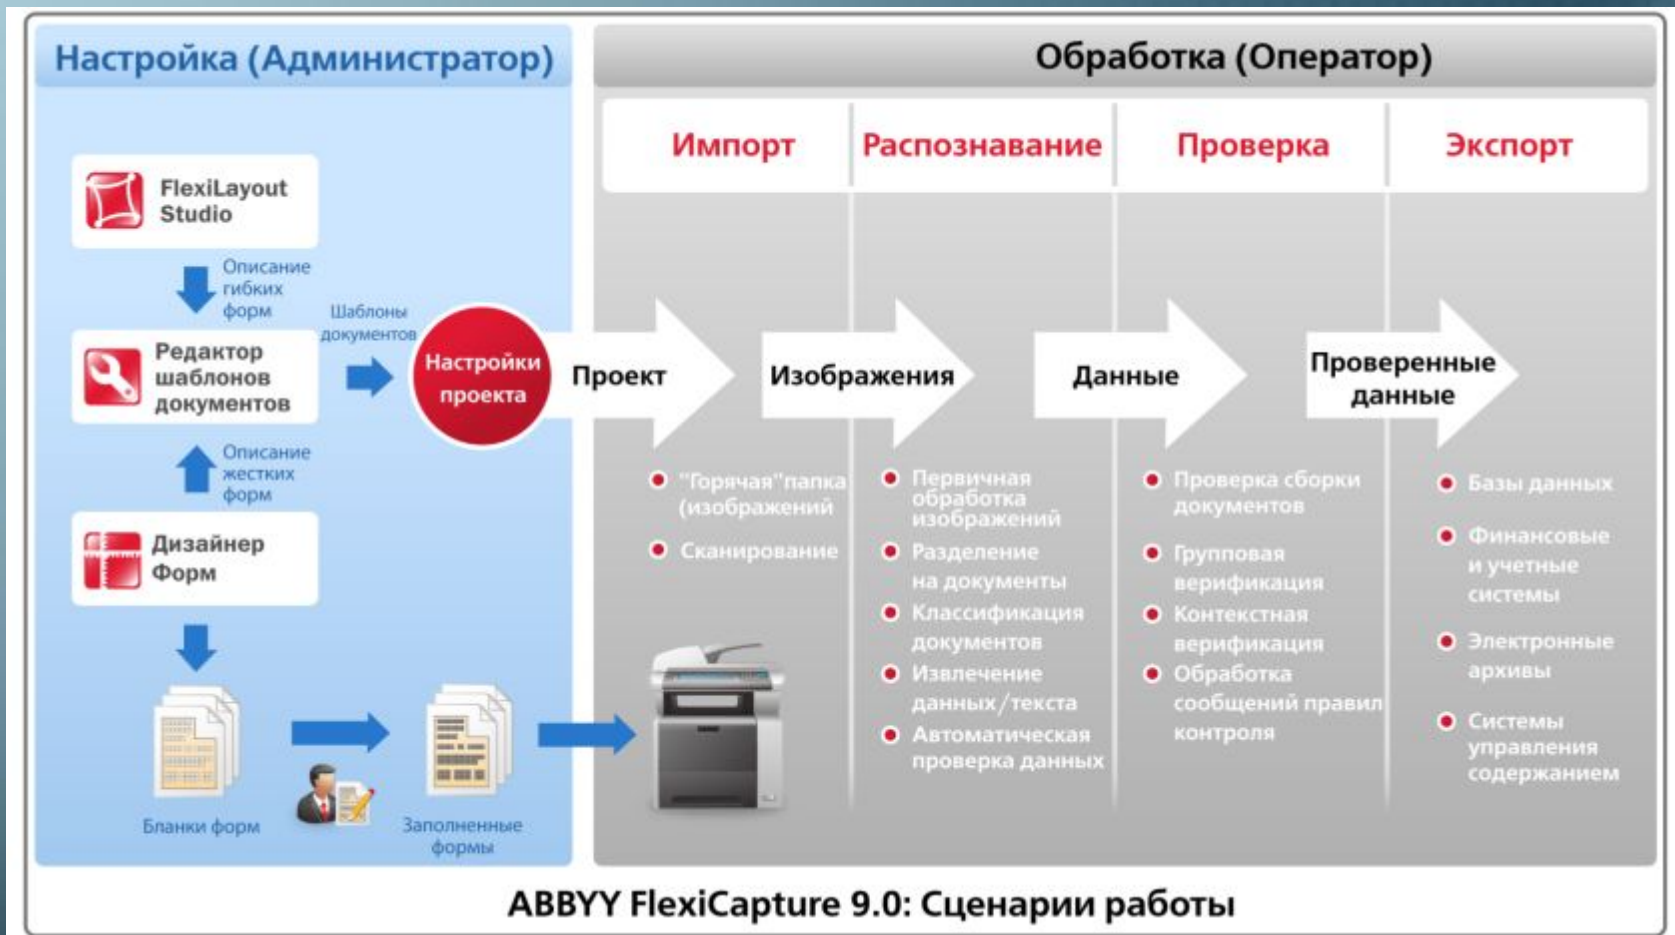 Настройка (Администратор)
FlexiLayout
Studio
Описание
гибких
форм
Шаблоны
документов
Редактор
шаблонов
документов
Настройки
проекта
Описание
жестких
форм
Дизайнер
Форм
Бланки форм
Заполненные
формы
Обработка (Оператор)
Импорт
Распознавание
Проверка
Экспорт
Проект
Изображения
Данные
Проверенные
данные
"Горячая"папка
(изображений
Сканирование
Первичная
обработка
изображений
Разделение
на документы
Классификация
документов
Извлечение
данных/текста
Автоматическая
проверка данных
Проверка сборки
документов
Групповая
верификация
Контекстная
верификация
Обработка
сообщений правил
контроля
Базы данных
Финансовые
и учетные
системы
Электронные
архивы
Системы
управления
содержанием
ABBYY FlexiCapture 9.0: Сценарии работы